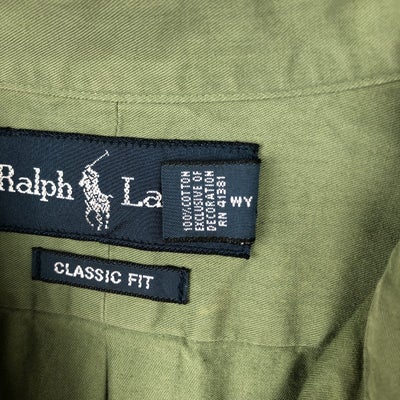 Ralph La
100% COTTON
EXCLUSIVE OF
DECORATION
RN 41381
WY
CLASSIC FIT